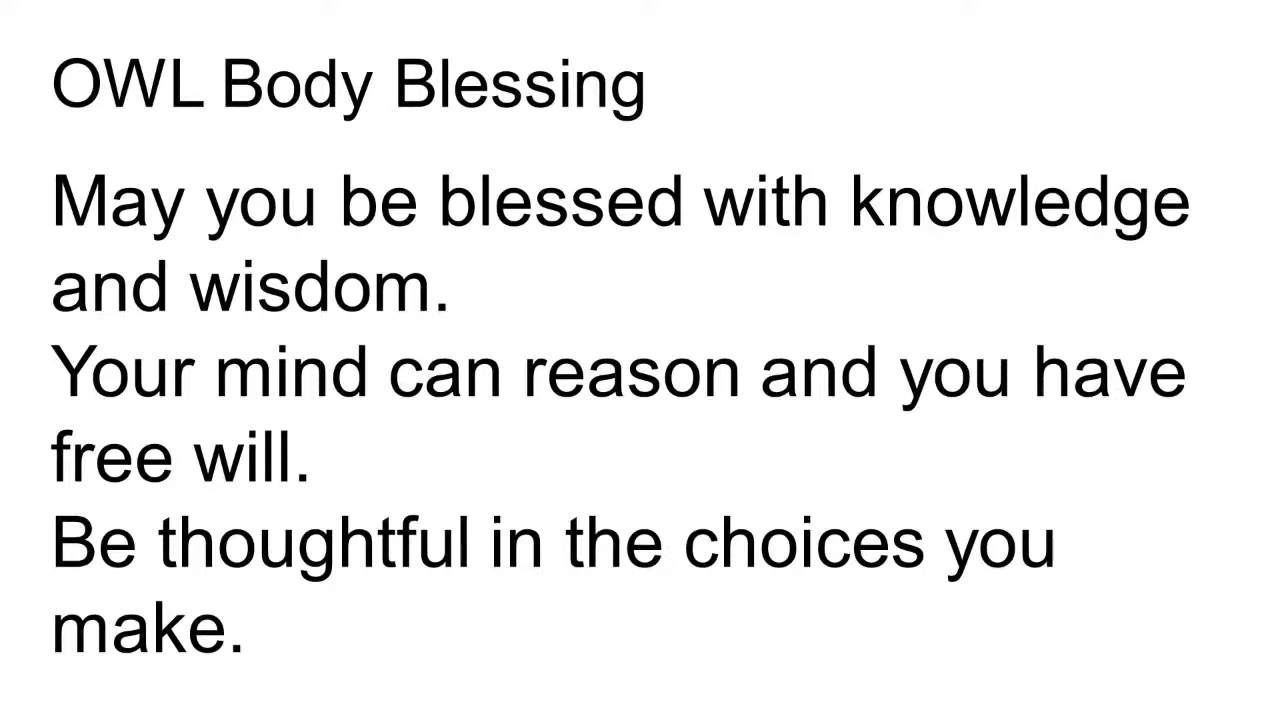 OWL Body Blessing
May you be blessed with knowledge
and wisdom.
Your mind can reason and you have
free will.
Be thoughtful in the choices you
make.